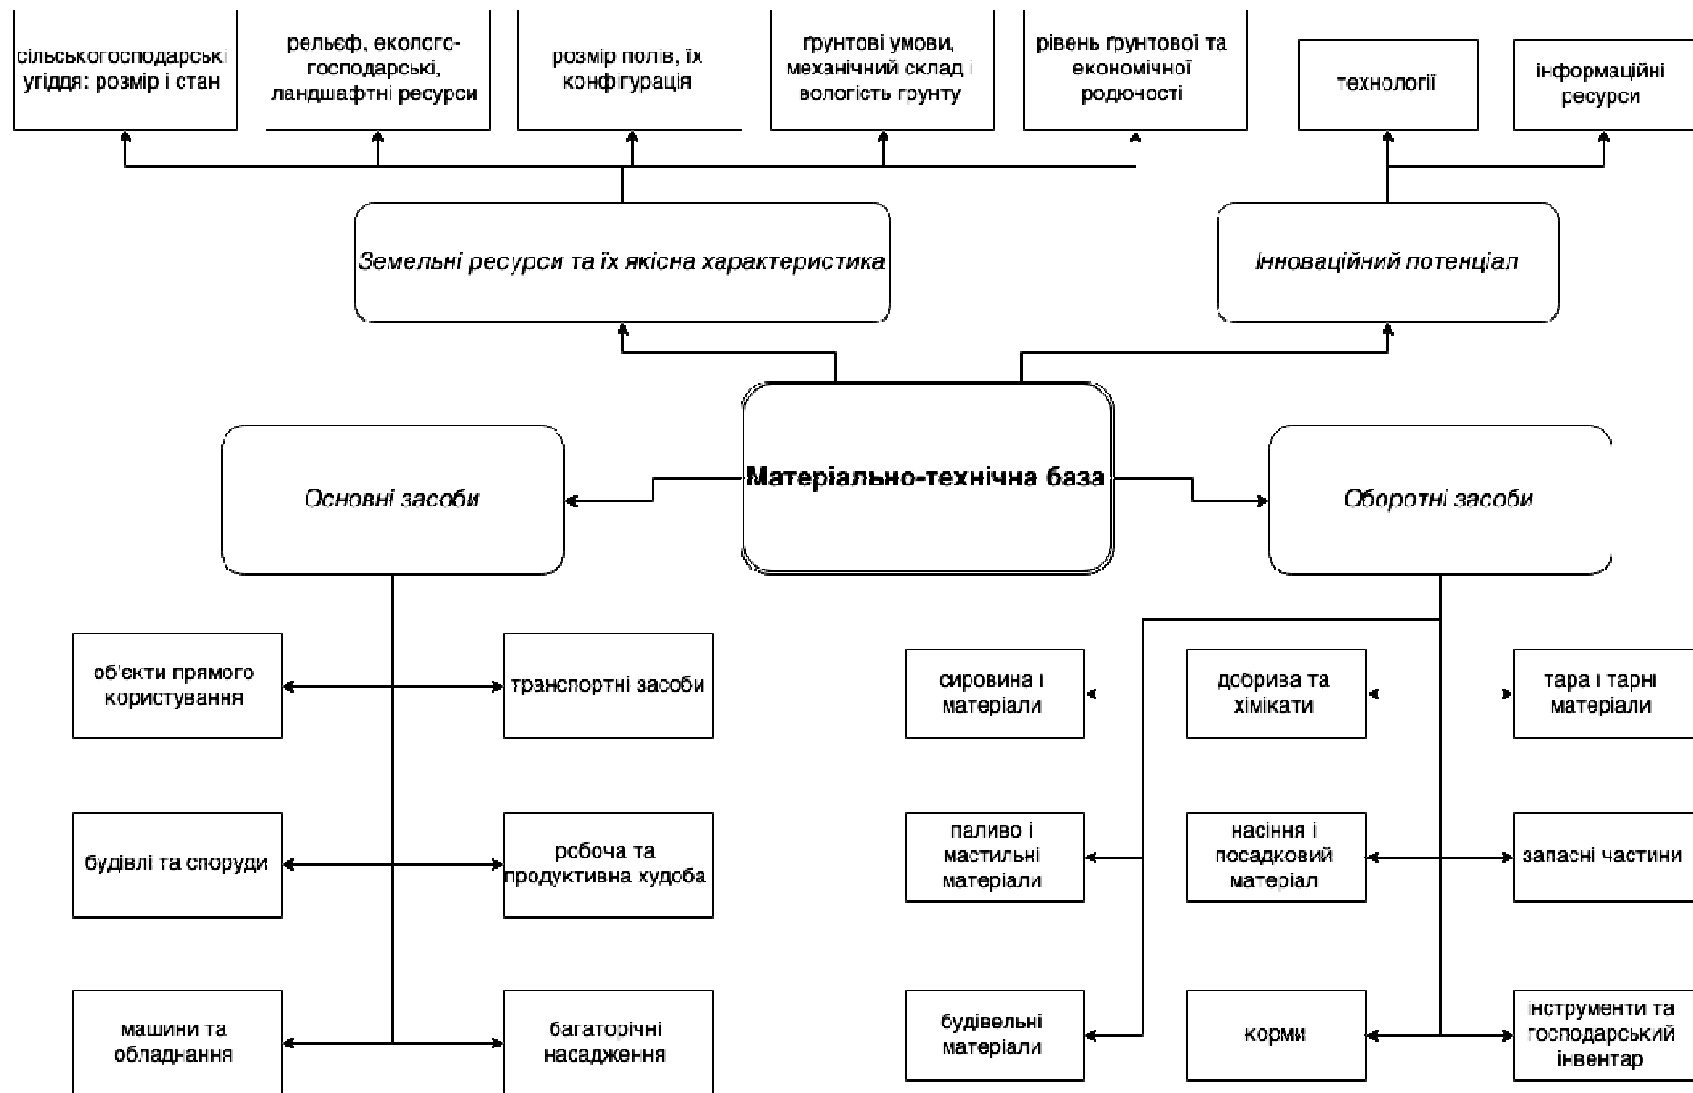 сільськогосподарські
угіддя: розмір і стан
рельєф, еколого-
господарські,
ландшафтні ресурси
розмір полів, їх
конфігурація
ґрунтові умови,
механічний склад і
вологість грунту
рівень ґрунтової та
економічної
родючості
технології
інформаційні
ресурси
Земельні ресурси та їх якісна характеристика
Інноваційний потенціал
Матеріально-технічна база
Основні засоби
Оборотні засоби
об'єкти прямого
користування
транспортні засоби
сировина і
матеріали
добрива та
хімікати
тара і тарні
матеріали
будівлі та споруди
робоча та
продуктивна худоба
паливо і
мастильні
матеріали
насіння і
посадковий
матеріал
запасні частини
машини та
обладнання
багаторічні
насадження
будівельні
матеріали
корми
інструменти та
господарський
інвентар